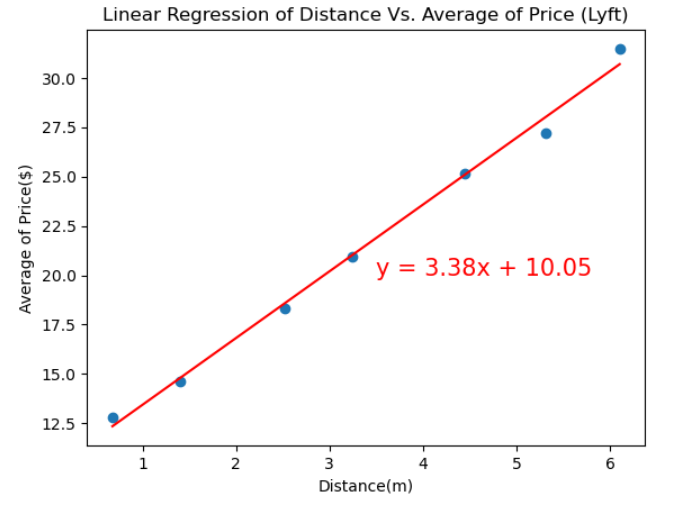 Linear Regression of Distance Vs. Average of Price (Lyft)
30.0
27.5
25.0
22.5
20.0
17.5
15.0
12.5
Average of Price($)
y = 3.38x + 10.05
1 2 3 4 5 6
Distance(m)